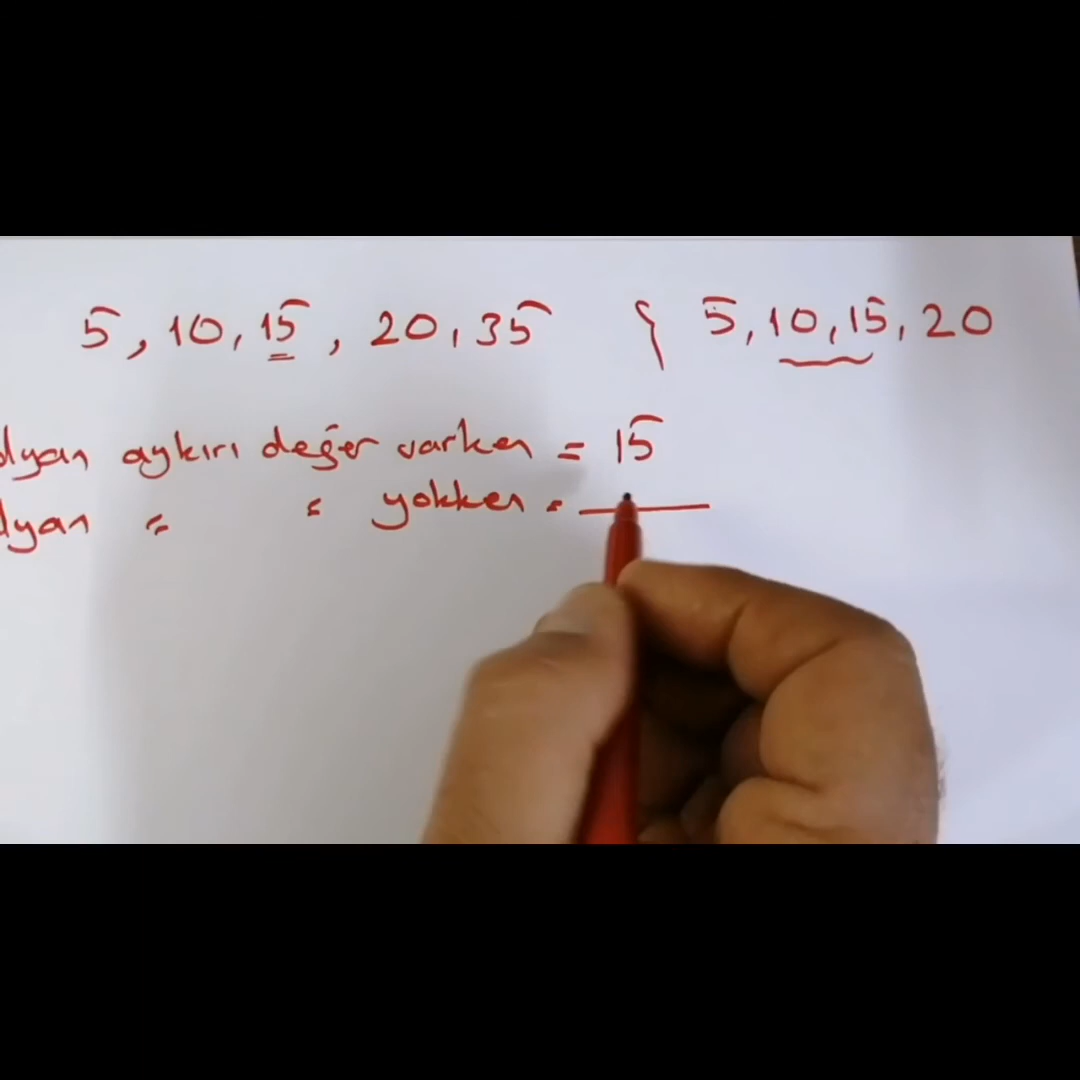 5, 10, 15, 20, 35 { 5, 10, 15, 20
dyan aykırı değer varken = 15
dyan " " yokken =